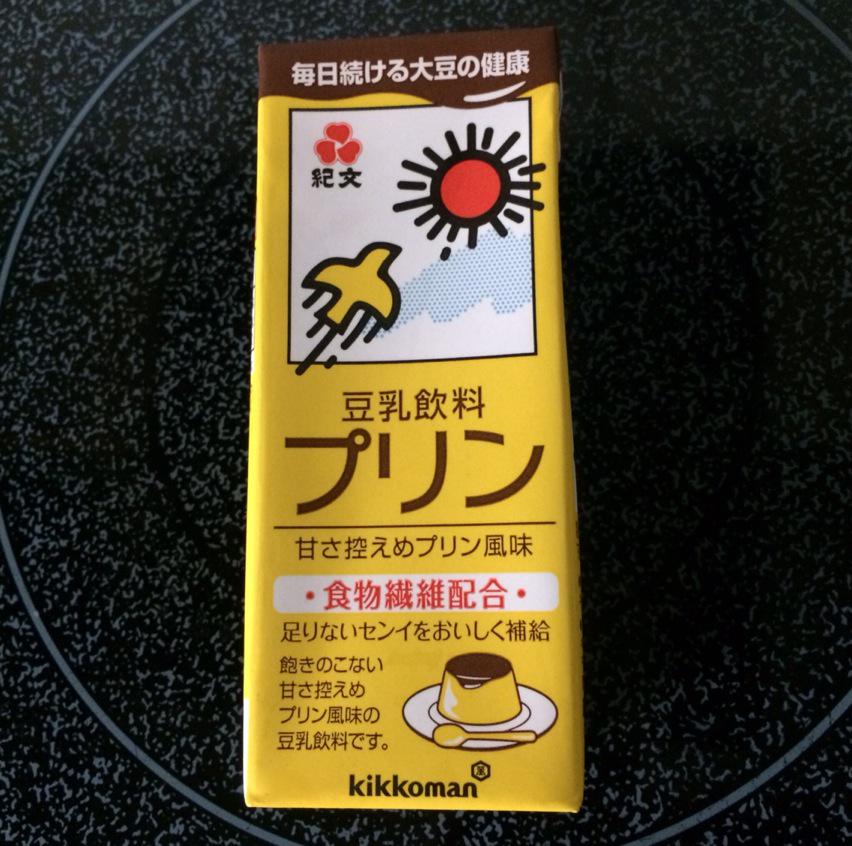 毎日続ける大豆の健康
紀文
豆乳飲料
プリン
甘さ控えめプリン風味
・食物繊維配合・
足りないセンイをおいしく補給
飽きのこない
甘さ控えめ
プリン風味の
豆乳飲料です。
kikkoman